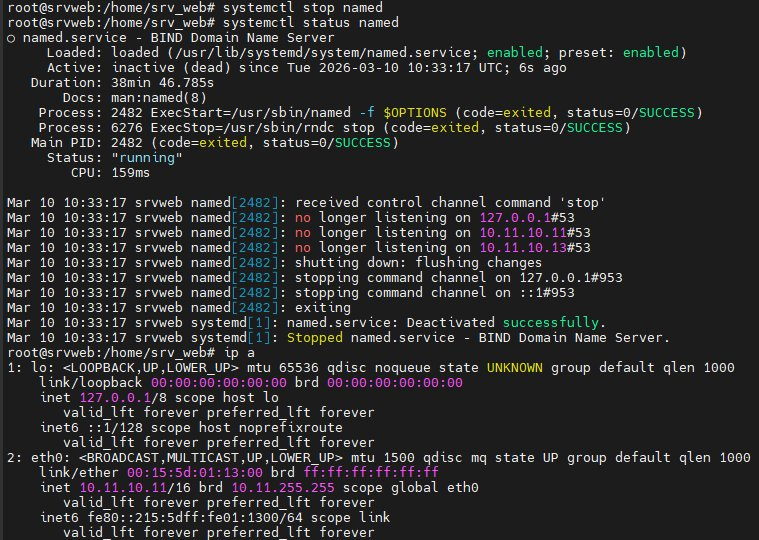 root@srvweb:/home/srv_web# systemctl stop named
root@srvweb:/home/srv_web# systemctl status named
○ named.service - BIND Domain Name Server
     Loaded: loaded (/usr/lib/systemd/system/named.service; enabled; preset: enabled)
     Active: inactive (dead) since Tue 2026-03-10 10:33:17 UTC; 6s ago
   Duration: 38min 46.785s
       Docs: man:named(8)
    Process: 2482 ExecStart=/usr/sbin/named -f $OPTIONS (code=exited, status=0/SUCCESS)
    Process: 6276 ExecStop=/usr/sbin/rndc stop (code=exited, status=0/SUCCESS)
   Main PID: 2482 (code=exited, status=0/SUCCESS)
     Status: "running"
        CPU: 159ms

Mar 10 10:33:17 srvweb named[2482]: received control channel command 'stop'
Mar 10 10:33:17 srvweb named[2482]: no longer listening on 127.0.0.1#53
Mar 10 10:33:17 srvweb named[2482]: no longer listening on 10.11.10.11#53
Mar 10 10:33:17 srvweb named[2482]: no longer listening on 10.11.10.13#53
Mar 10 10:33:17 srvweb named[2482]: shutting down: flushing changes
Mar 10 10:33:17 srvweb named[2482]: stopping command channel on 127.0.0.1#953
Mar 10 10:33:17 srvweb named[2482]: stopping command channel on ::1#953
Mar 10 10:33:17 srvweb named[2482]: exiting
Mar 10 10:33:17 srvweb systemd[1]: named.service: Deactivated successfully.
Mar 10 10:33:17 srvweb systemd[1]: Stopped named.service - BIND Domain Name Server.
root@srvweb:/home/srv_web# ip a
1: lo: <LOOPBACK,UP,LOWER_UP> mtu 65536 qdisc noqueue state UNKNOWN group default qlen 1000
    link/loopback 00:00:00:00:00:00 brd 00:00:00:00:00:00
    inet 127.0.0.1/8 scope host lo
       valid_lft forever preferred_lft forever
    inet6 ::1/128 scope host noprefixroute
       valid_lft forever preferred_lft forever
2: eth0: <BROADCAST,MULTICAST,UP,LOWER_UP> mtu 1500 qdisc mq state UP group default qlen 1000
    link/ether 00:15:5d:01:13:00 brd ff:ff:ff:ff:ff:ff
    inet 10.11.10.11/16 brd 10.11.255.255 scope global eth0
       valid_lft forever preferred_lft forever
    inet6 fe80::215:5dff:fe01:1300/64 scope link
       valid_lft forever preferred_lft forever